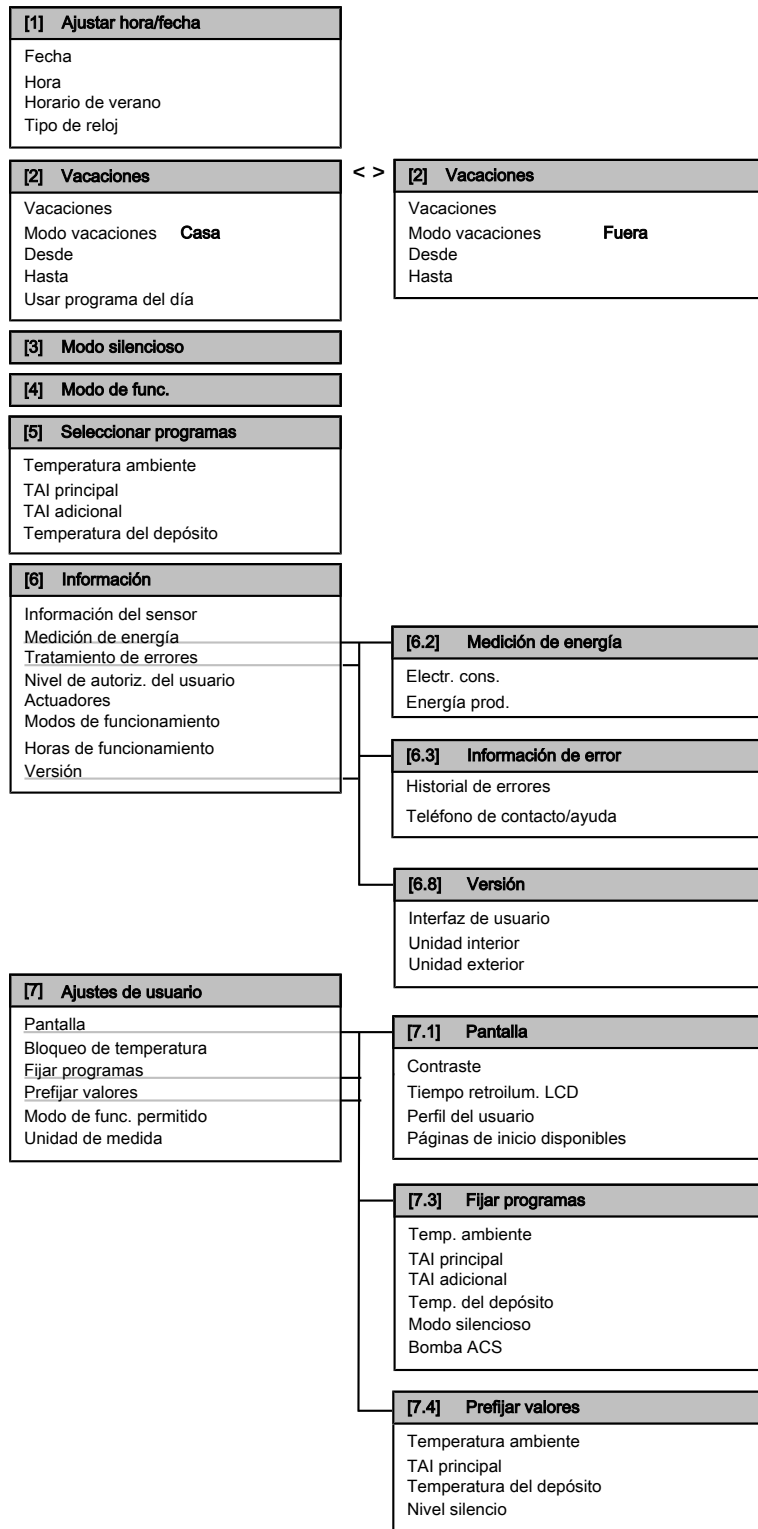 [1] Ajustar hora/fecha
Fecha
Hora
Horario de verano
Tipo de reloj
[2] Vacaciones
Vacaciones
Modo vacaciones Casa
Desde
Hasta
Usar programa del día
< >
[2] Vacaciones
Vacaciones
Modo vacaciones Fuera
Desde
Hasta
[3] Modo silencioso
[4] Modo de func.
[5] Seleccionar programas
Temperatura ambiente
TAI principal
TAI adicional
Temperatura del depósito
[6] Información
Información del sensor
Medición de energía
Tratamiento de errores
Nivel de autoriz. del usuario
Actuadores
Modos de funcionamiento
Horas de funcionamiento
Versión
[6.2] Medición de energía
Electr. cons.
Energía prod.
[6.3] Información de error
Historial de errores
Teléfono de contacto/ayuda
[6.8] Versión
Interfaz de usuario
Unidad interior
Unidad exterior
[7] Ajustes de usuario
Pantalla
Bloqueo de temperatura
Fijar programas
Prefijar valores
Modo de func. permitido
Unidad de medida
[7.1] Pantalla
Contraste
Tiempo retroilum. LCD
Perfil del usuario
Páginas de inicio disponibles
[7.3] Fijar programas
Temp. ambiente
TAI principal
TAI adicional
Temp. del depósito
Modo silencioso
Bomba ACS
[7.4] Prefijar valores
Temperatura ambiente
TAI principal
Temperatura del depósito
Nivel silencio